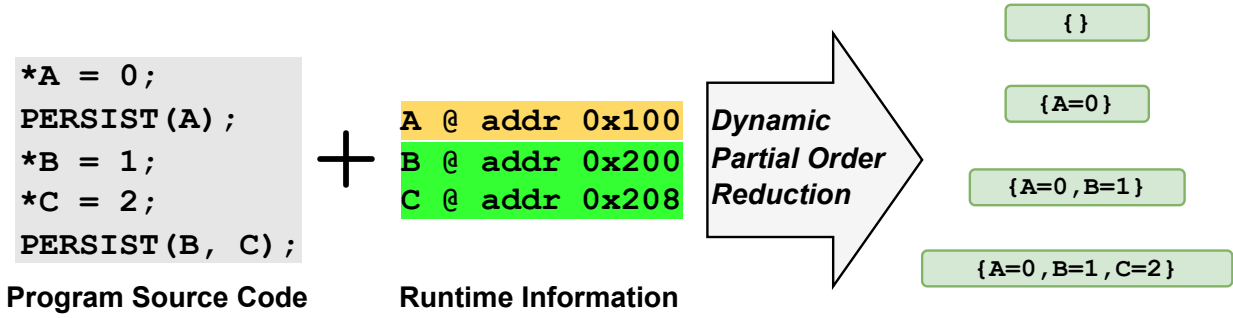 *A = 0;
PERSIST(A);
*B = 1;
*C = 2;
PERSIST(B, C);
Program Source Code
+
A @ addr 0x100
B @ addr 0x200
C @ addr 0x208
Runtime Information
Dynamic
Partial Order
Reduction
{}
{A=0}
{A=0,B=1}
{A=0,B=1,C=2}